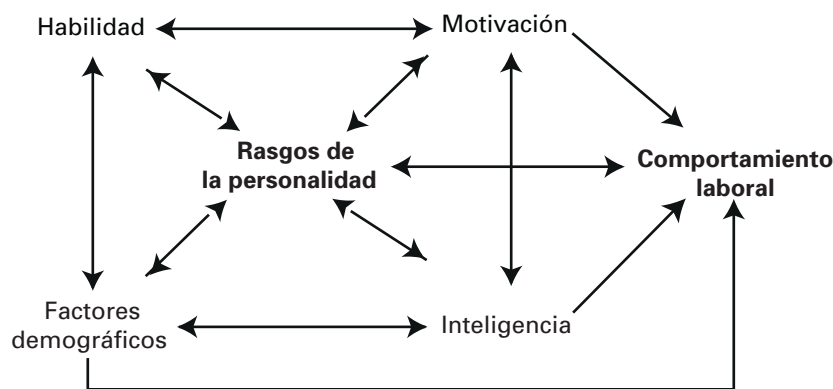 Habilidad
Motivación
Rasgos de
la personalidad
Comportamiento
laboral
Factores
demográficos
Inteligencia